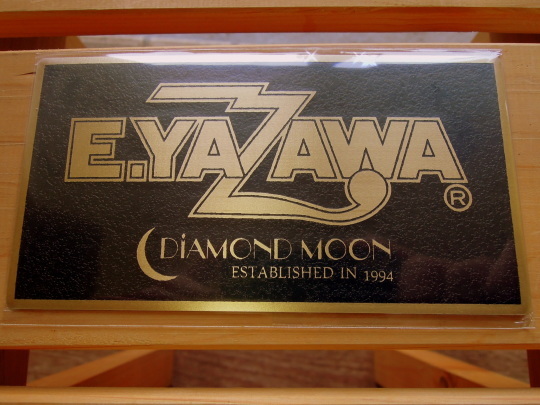 E.YAZAWA®
DiAMOND MOON
ESTABLISHED IN 1994